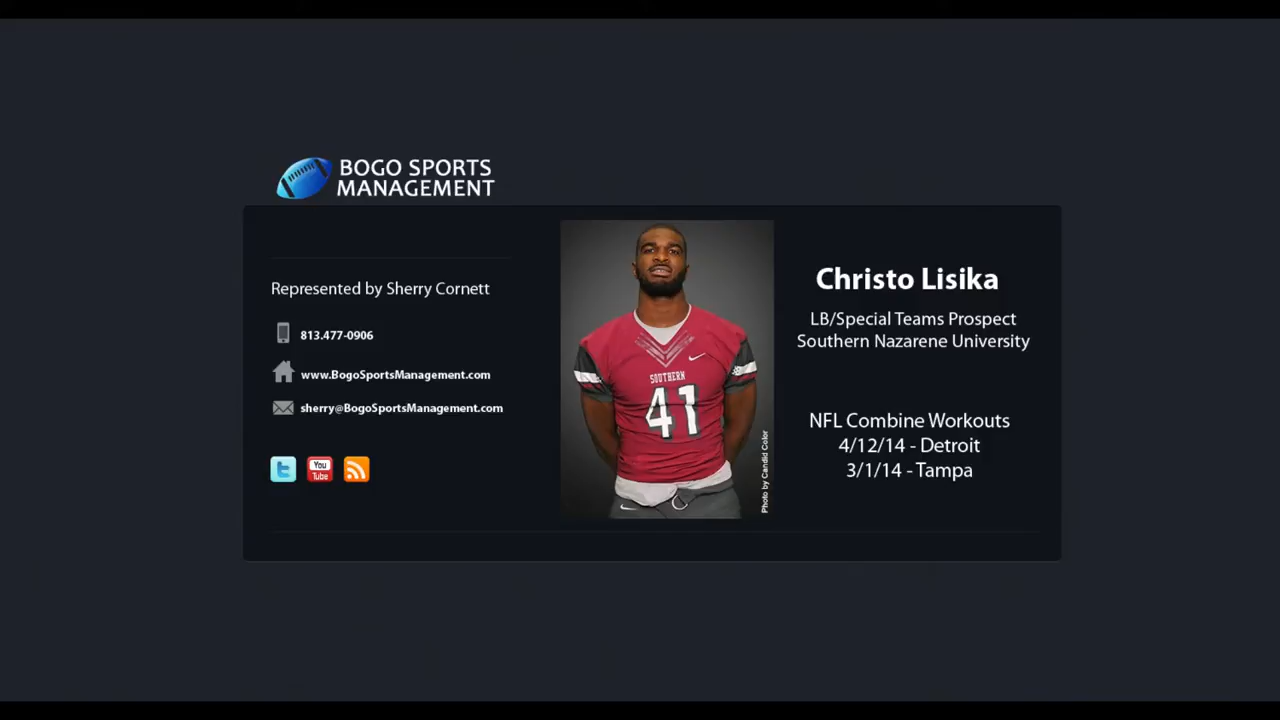 BOGO SPORTS
MANAGEMENT
Represented by Sherry Cornett
813.477-0906
www.BogoSportsManagement.com
sherry@BogoSportsManagement.com
t
You
Tube
SOUTHERN
41
Photo by Candid Color
Christo Lisika
LB/Special Teams Prospect
Southern Nazarene University
NFL Combine Workouts
4/12/14 - Detroit
3/1/14 - Tampa